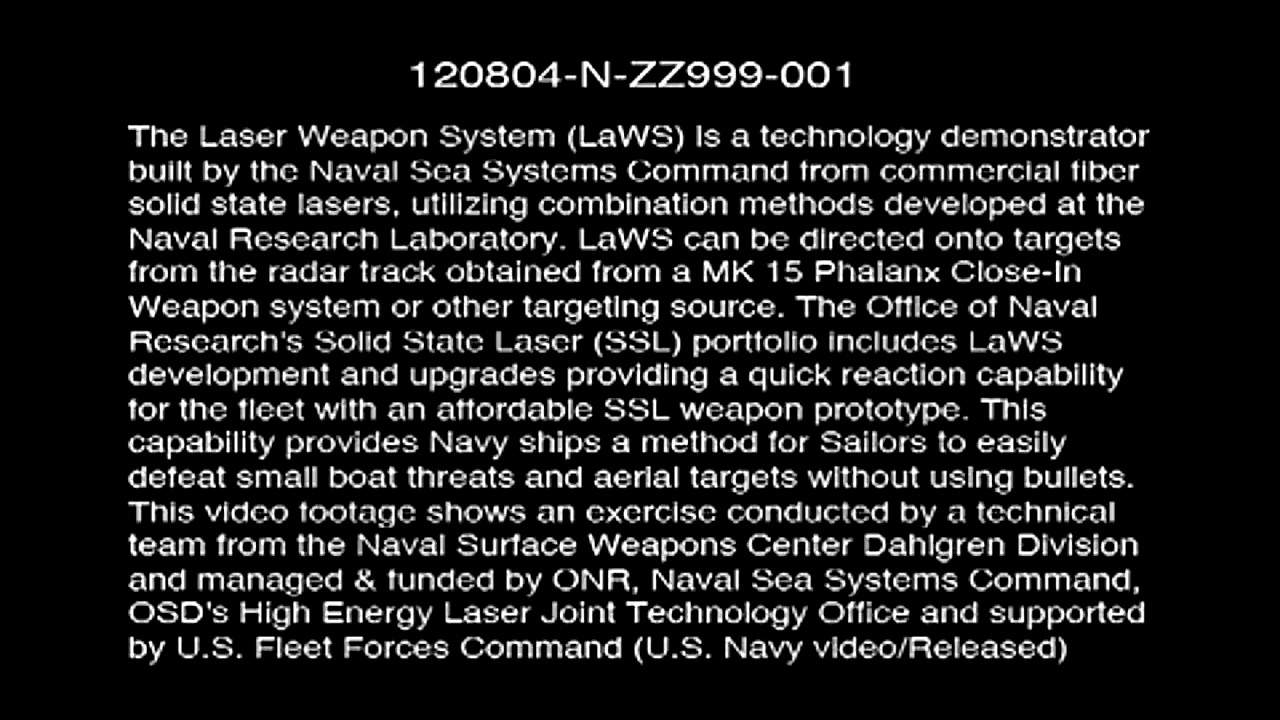 120804-N-ZZ999-001
The Laser Weapon System (LaWS) is a technology demonstrator
built by the Naval Sea Systems Command from commercial fiber
solid state lasers, utilizing combination methods developed at the
Naval Research Laboratory. LaWS can be directed onto targets
from the radar track obtained from a MK 15 Phalanx Close-In
Weapon system or other targeting source. The Office of Naval
Research's Solid State Laser (SSL) portfolio includes LaWS
development and upgrades providing a quick reaction capability
for the fleet with an affordable SSL weapon prototype. This
capability provides Navy ships a method for Sailors to easily
defeat small boat threats and aerial targets without using bullets.
This video footage shows an exercise conducted by a technical
team from the Naval Surface Weapons Center Dahlgren Division
and managed & funded by ONR, Naval Sea Systems Command,
OSD's High Energy Laser Joint Technology Office and supported
by U.S. Fleet Forces Command (U.S. Navy video/Released)